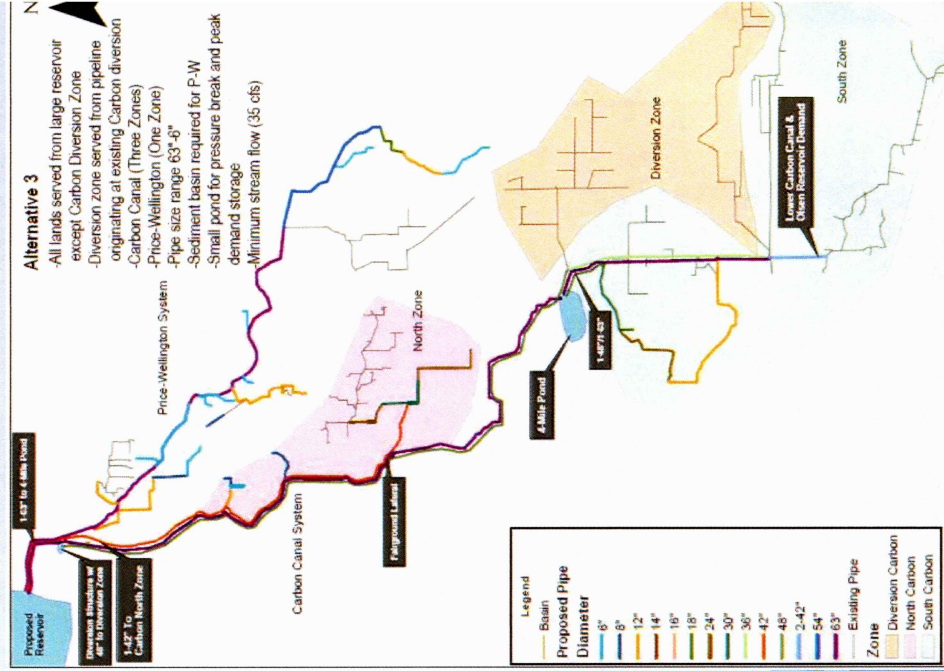 N
Alternative 3
-All lands served from large reservoir
except Carbon Diversion Zone
-Diversion zone served from pipeline
originating at existing Carbon diversion
-Carbon Canal (Three Zones)
-Price-Wellington (One Zone)
-Pipe size range 63"-6"
-Sediment basin required for P-W
-Small pond for pressure break and peak
demand storage
-Minimum stream flow (35 cfs)
Proposed
Reservoir
1-63" to 4-Mile Pond
Diversion Structure w/
48" to Diversion Zone
1-42" To
Carbon North Zone
Price-Wellington System
Carbon Canal System
North Zone
Fairground Lateral
4-Mile Pond
1-48"/1-63"
Diversion Zone
South Zone
Lower Carbon Canal &
Olsen Reservoir Demand
Legend
Basin
Proposed Pipe
Diameter
6"
8"
12"
14"
16"
18"
24"
30"
36"
42"
48"
2-42"
54"
63"
Existing Pipe
Zone
Diversion Carbon
North Carbon
South Carbon